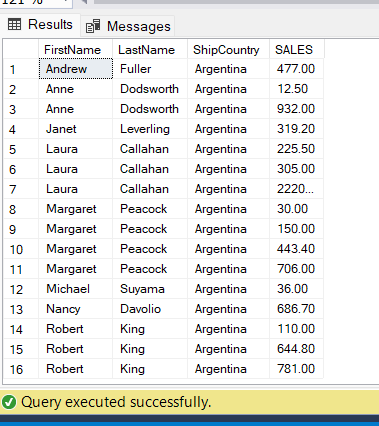 121 %
Results Messages
FirstName LastName ShipCountry SALES
1 Andrew Fuller Argentina 477.00
2 Anne Dodsworth Argentina 12.50
3 Anne Dodsworth Argentina 932.00
4 Janet Leverling Argentina 319.20
5 Laura Callahan Argentina 225.50
6 Laura Callahan Argentina 305.00
7 Laura Callahan Argentina 2220...
8 Margaret Peacock Argentina 30.00
9 Margaret Peacock Argentina 150.00
10 Margaret Peacock Argentina 443.40
11 Margaret Peacock Argentina 706.00
12 Michael Suyama Argentina 36.00
13 Nancy Davolio Argentina 686.70
14 Robert King Argentina 110.00
15 Robert King Argentina 644.80
16 Robert King Argentina 781.00
Query executed successfully.